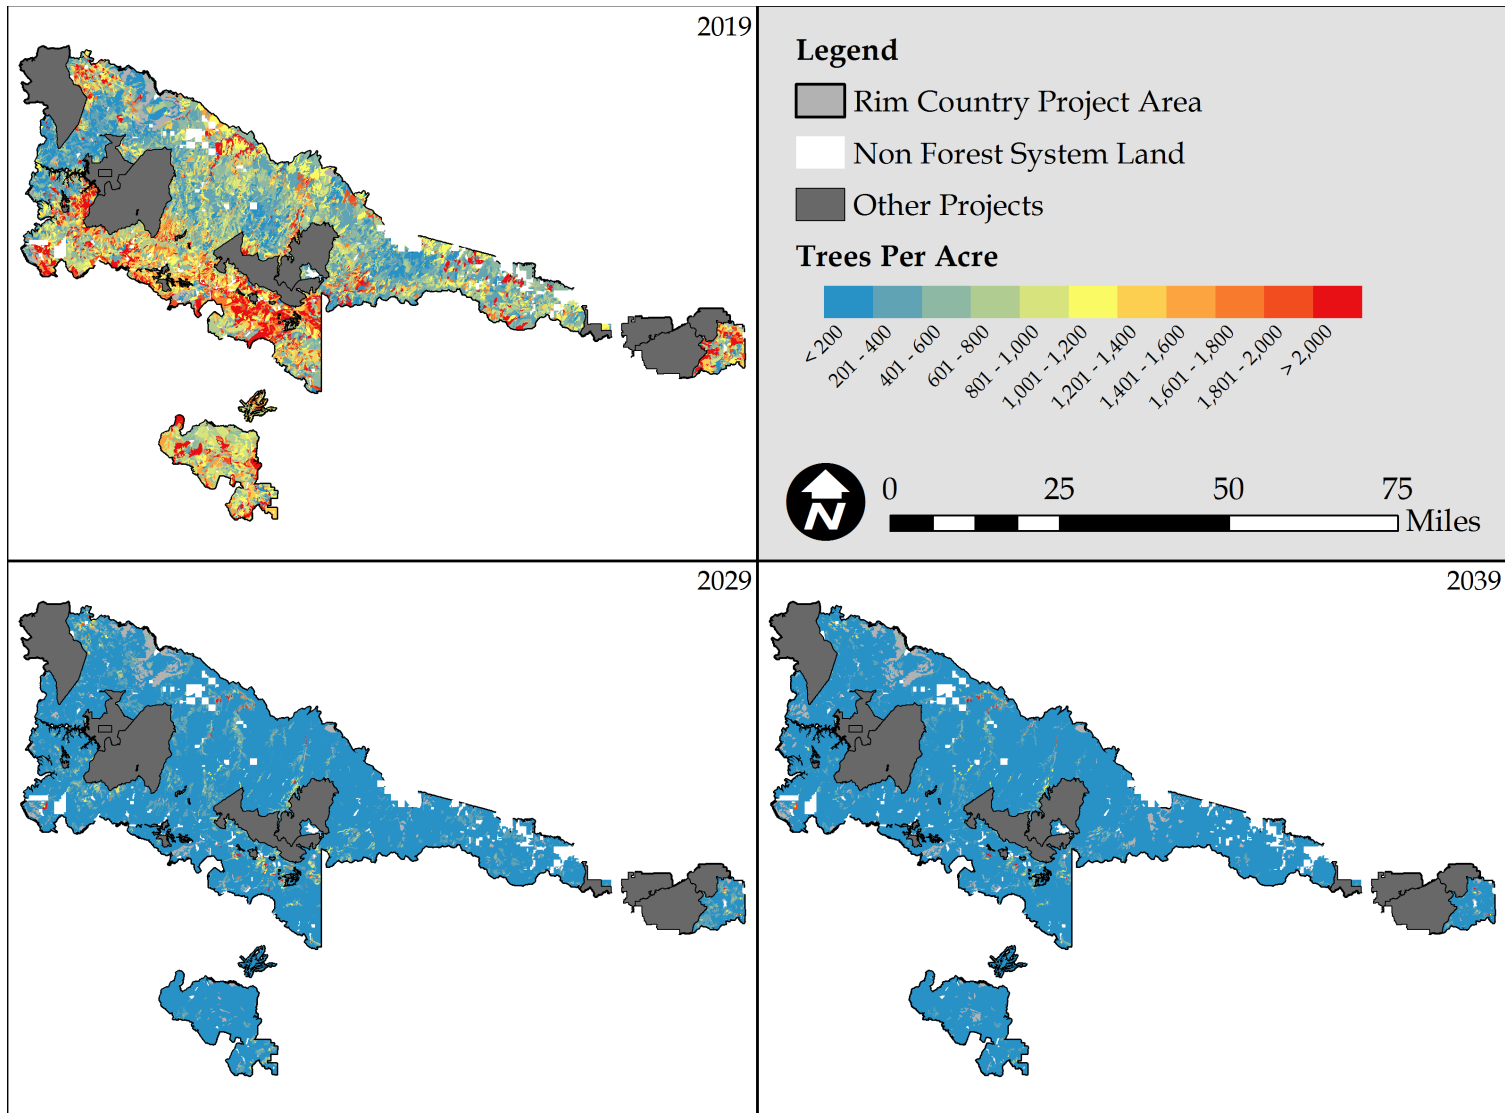 2019
Legend
Rim Country Project Area
Non Forest System Land
Other Projects
Trees Per Acre
< 200
201 - 400
401 - 600
601 - 800
801 - 1,000
1,001 - 1,200
1,201 - 1,400
1,401 - 1,600
1,601 - 1,800
1,801 - 2,000
> 2,000
N
0 25 50 75
Miles
2029
2039